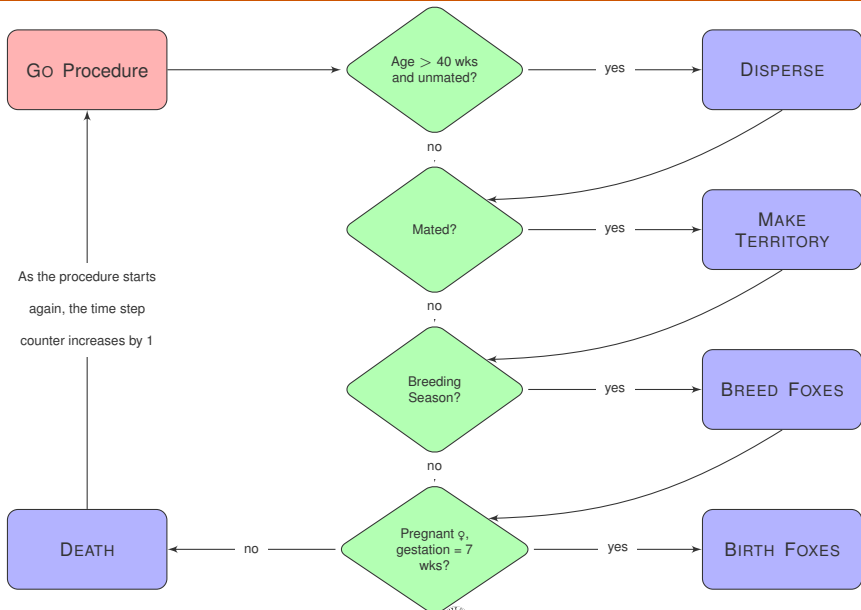 GO Procedure
Age > 40 wks
and unmated?
yes
DISPERSE
no
Mated?
yes
MAKE
TERRITORY
As the procedure starts
again, the time step
counter increases by 1
no
Breeding
Season?
yes
BREED FOXES
no
DEATH
no
Pregnant ♀,
gestation = 7
wks?
yes
BIRTH FOXES